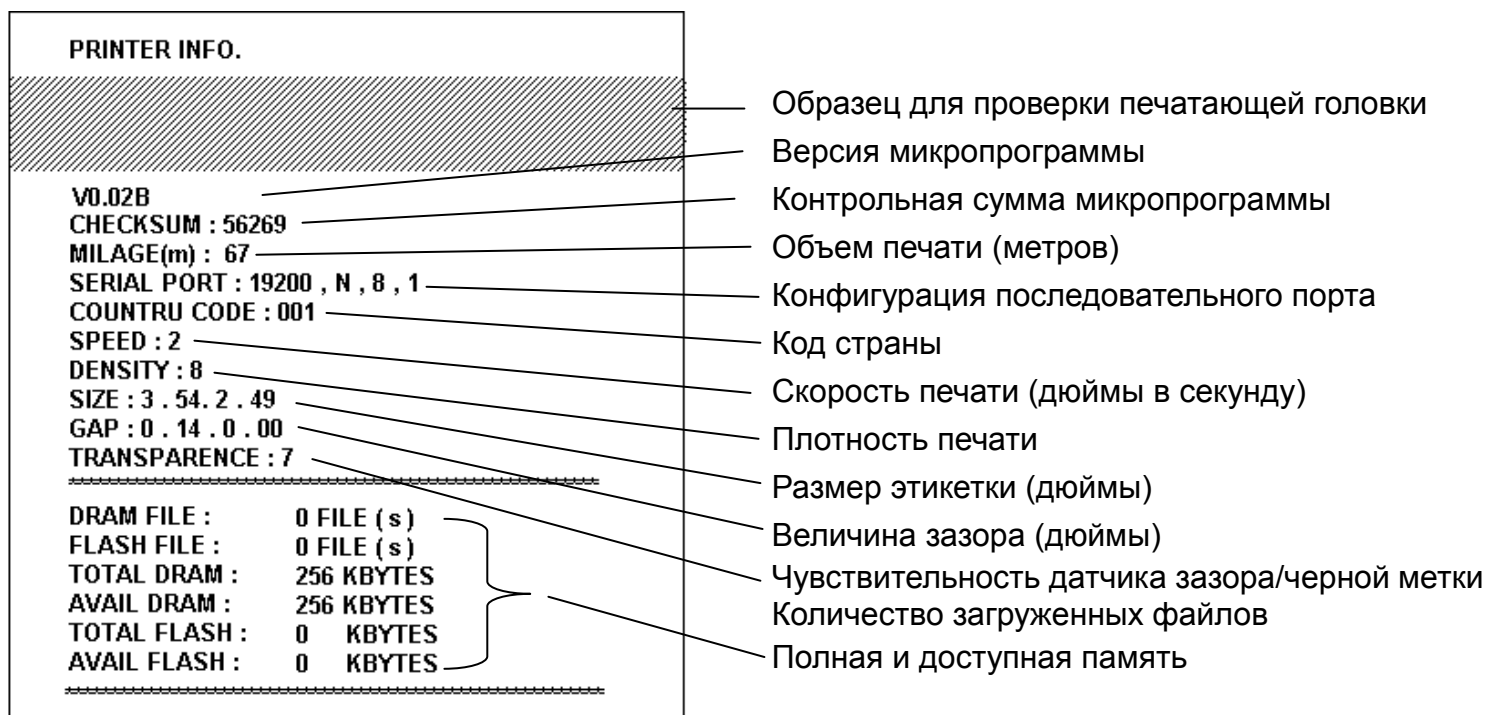 PRINTER INFO.
V0.02B
CHECKSUM : 56269
MILAGE(m) : 67
SERIAL PORT : 19200 , N , 8 , 1
COUNTRU CODE : 001
SPEED : 2
DENSITY : 8
SIZE : 3 . 54. 2 . 49
GAP : 0 . 14 . 0 . 00
TRANSPARENCE : 7
DRAM FILE : 0 FILE ( s )
FLASH FILE : 0 FILE ( s )
TOTAL DRAM : 256 KBYTES
AVAIL DRAM : 256 KBYTES
TOTAL FLASH : 0 KBYTES
AVAIL FLASH : 0 KBYTES
Образец для проверки печатающей головки
Версия микропрограммы
Контрольная сумма микропрограммы
Объем печати (метров)
Конфигурация последовательного порта
Код страны
Скорость печати (дюймы в секунду)
Плотность печати
Размер этикетки (дюймы)
Величина зазора (дюймы)
Чувствительность датчика зазора/черной метки
Количество загруженных файлов
Полная и доступная память